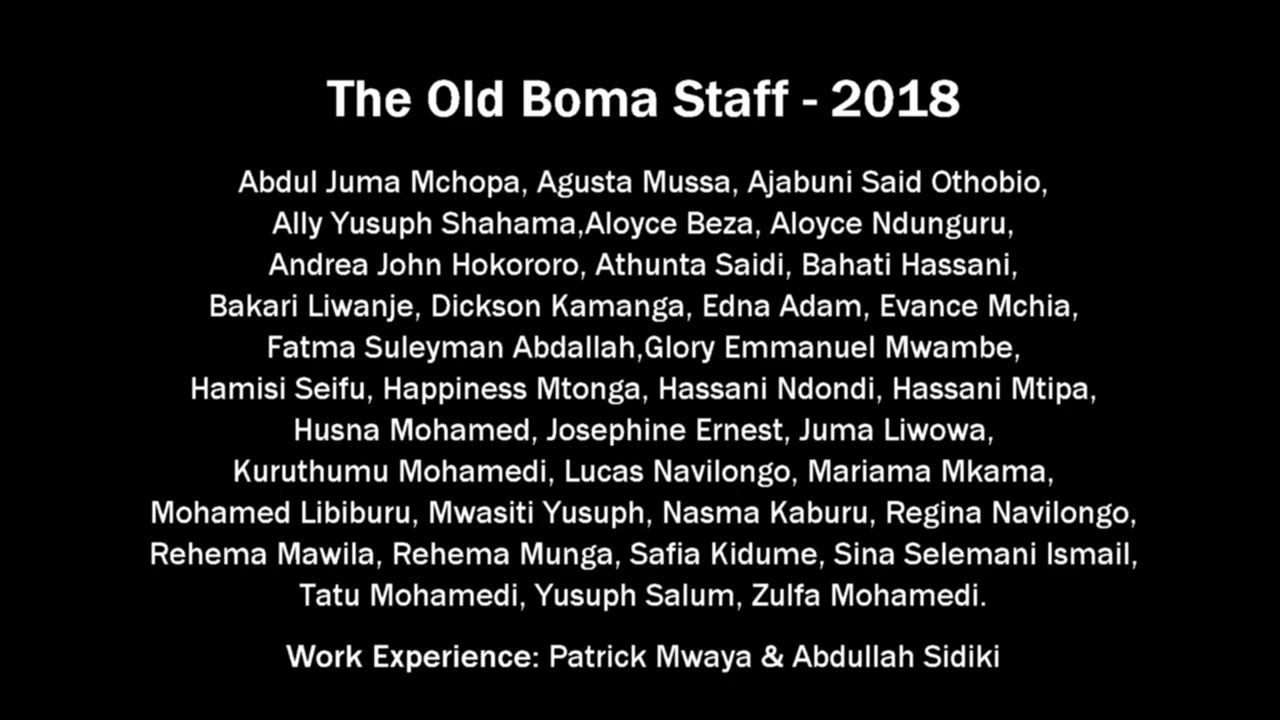 The Old Boma Staff - 2018
Abdul Juma Mchopa, Agusta Mussa, Ajabuni Said Othobio,
Ally Yusuph Shahama,Aloyce Beza, Aloyce Ndunguru,
Andrea John Hokororo, Athunta Saidi, Bahati Hassani,
Bakari Liwanje, Dickson Kamanga, Edna Adam, Evance Mchia,
Fatma Suleyman Abdallah,Glory Emmanuel Mwambe,
Hamisi Seifu, Happiness Mtonga, Hassani Ndondi, Hassani Mtipa,
Husna Mohamed, Josephine Ernest, Juma Liwowa,
Kuruthumu Mohamedi, Lucas Navilongo, Mariama Mkama,
Mohamed Libiburu, Mwasiti Yusuph, Nasma Kaburu, Regina Navilongo,
Rehema Mawila, Rehema Munga, Safia Kidume, Sina Selemani Ismail,
Tatu Mohamedi, Yusuph Salum, Zulfa Mohamedi.
Work Experience: Patrick Mwaya & Abdullah Sidiki